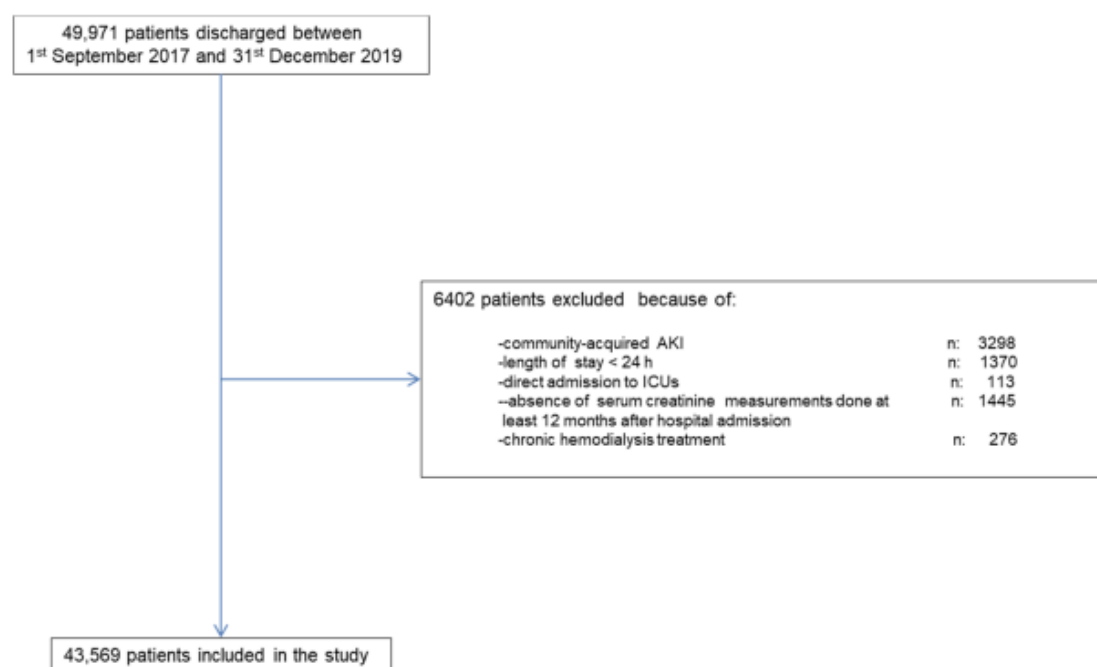 49,971 patients discharged between
1st September 2017 and 31st December 2019
6402 patients excluded because of:
-community-acquired AKI n: 3298
-length of stay < 24 h n: 1370
-direct admission to ICUs n: 113
--absence of serum creatinine measurements done at n: 1445
least 12 months after hospital admission
-chronic hemodialysis treatment n: 276
43,569 patients included in the study